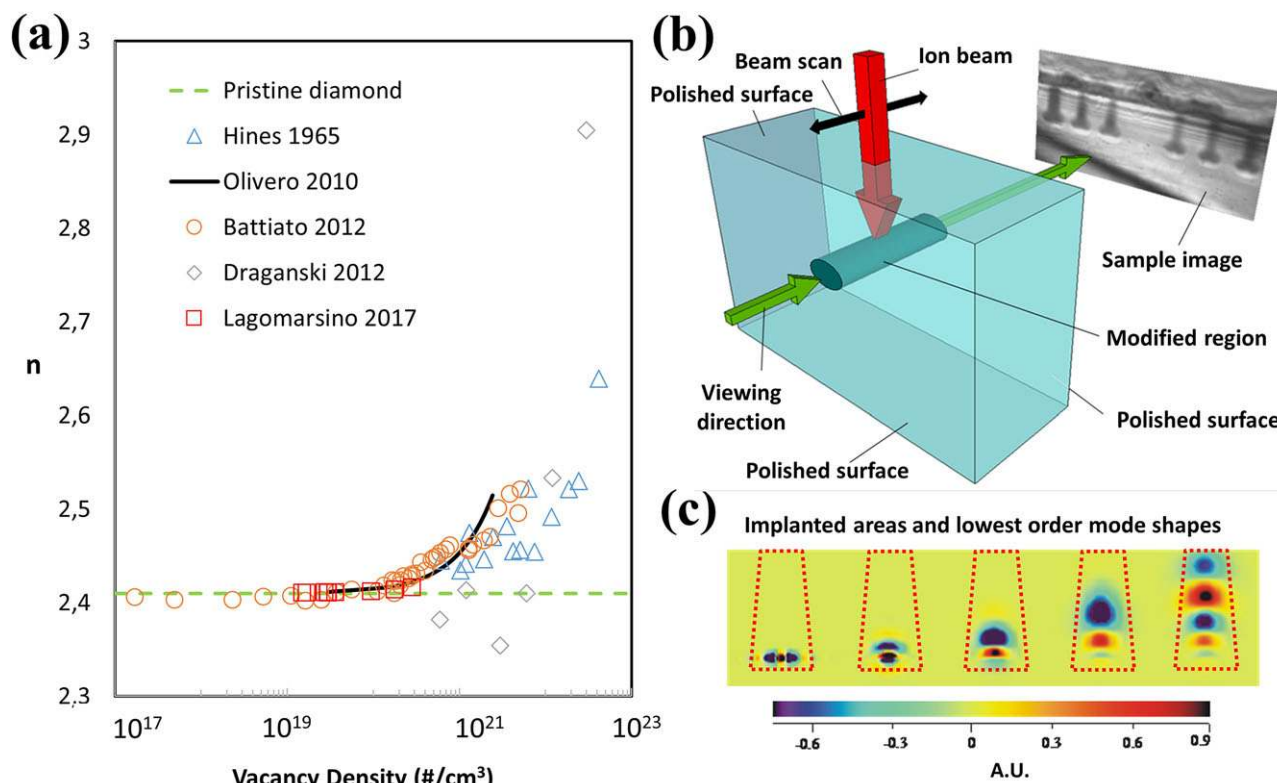 (a)
3
2,9
2,8
2,7
n
2,6
2,5
2,4
2,3
Pristine diamond
Hines 1965
Olivero 2010
Battiato 2012
Draganski 2012
Lagomarsino 2017
10^17
10^19
10^21
10^23
Vacancy Density (#/cm³)
(b)
Beam scan
Ion beam
Polished surface
Sample image
Modified region
Viewing
direction
Polished surface
Polished surface
(c)
Implanted areas and lowest order mode shapes
-0.6
-0.3
0
0.3
0.6
0.9
A.U.